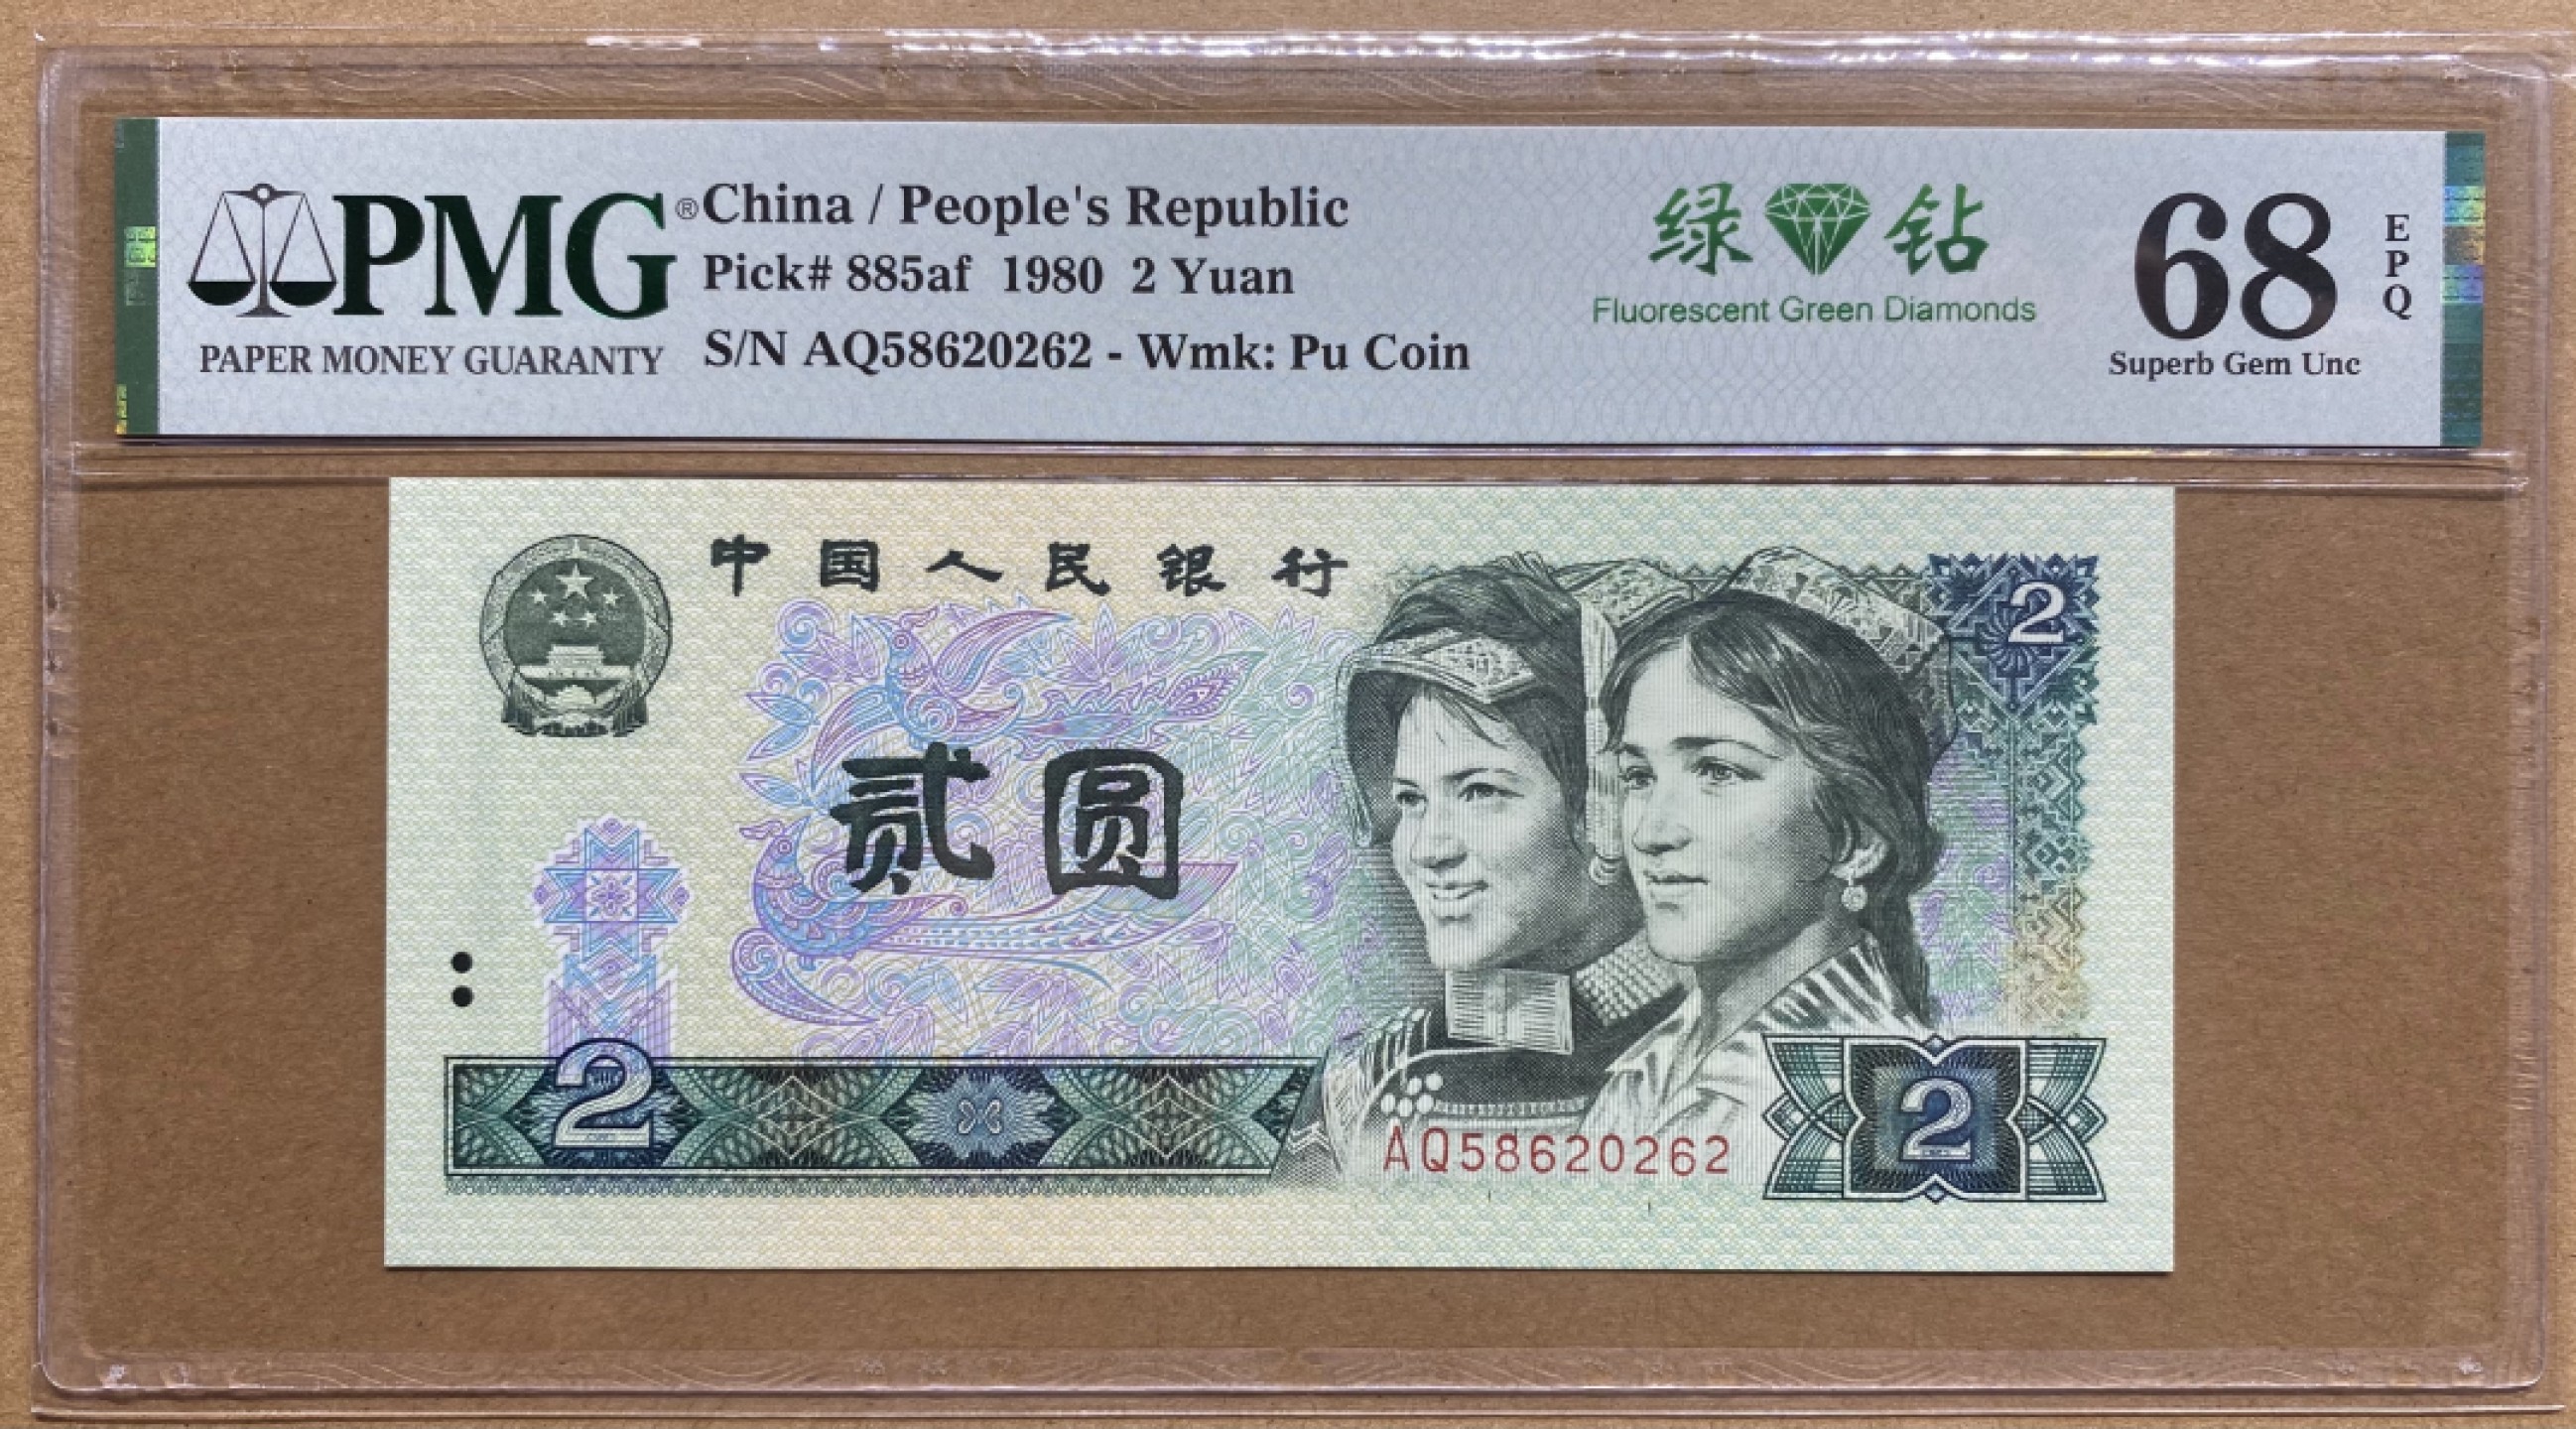 PMG®
PAPER MONEY GUARANTY
China / People's Republic
Pick# 885af 1980 2 Yuan
S/N AQ58620262 - Wmk: Pu Coin
绿钻
Fluorescent Green Diamonds
68
EPQ
Superb Gem Unc
中国人民银行
2
贰圆
2
AQ58620262
2